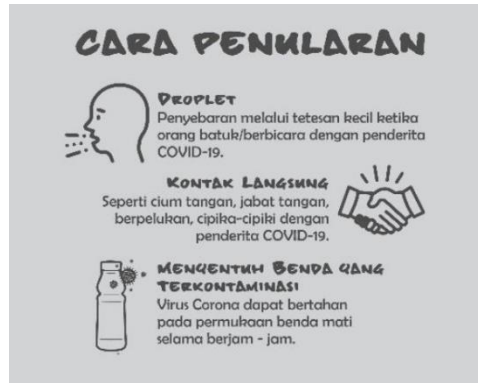 CARA PENULARAN
DROPLET
Penyebaran melalui tetesan kecil ketika
orang batuk/berbicara dengan penderita
COVID-19.
KONTAK LANGSUNG
Seperti cium tangan, jabat tangan,
berpelukan, cipika-cipiki dengan
penderita COVID-19.
MENYENTUH BENDA YANG
TERKONTAMINASI
Virus Corona dapat bertahan
pada permukaan benda mati
selama berjam - jam.